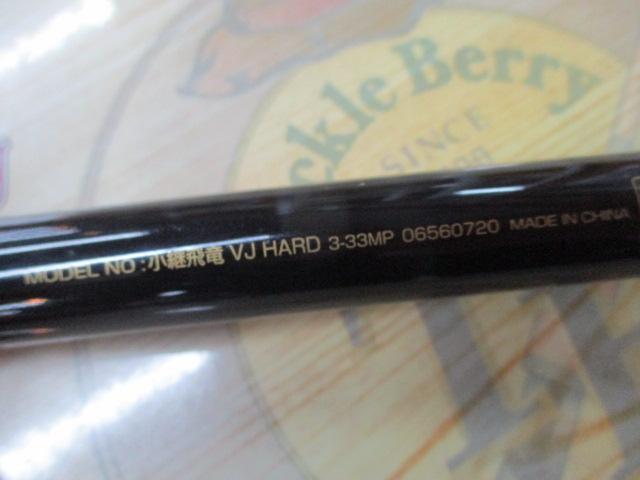 ckle Berry
SINCE
MODEL NO : 小継飛竜 VJ HARD 3-33MP 06560720 MADE IN CHINA